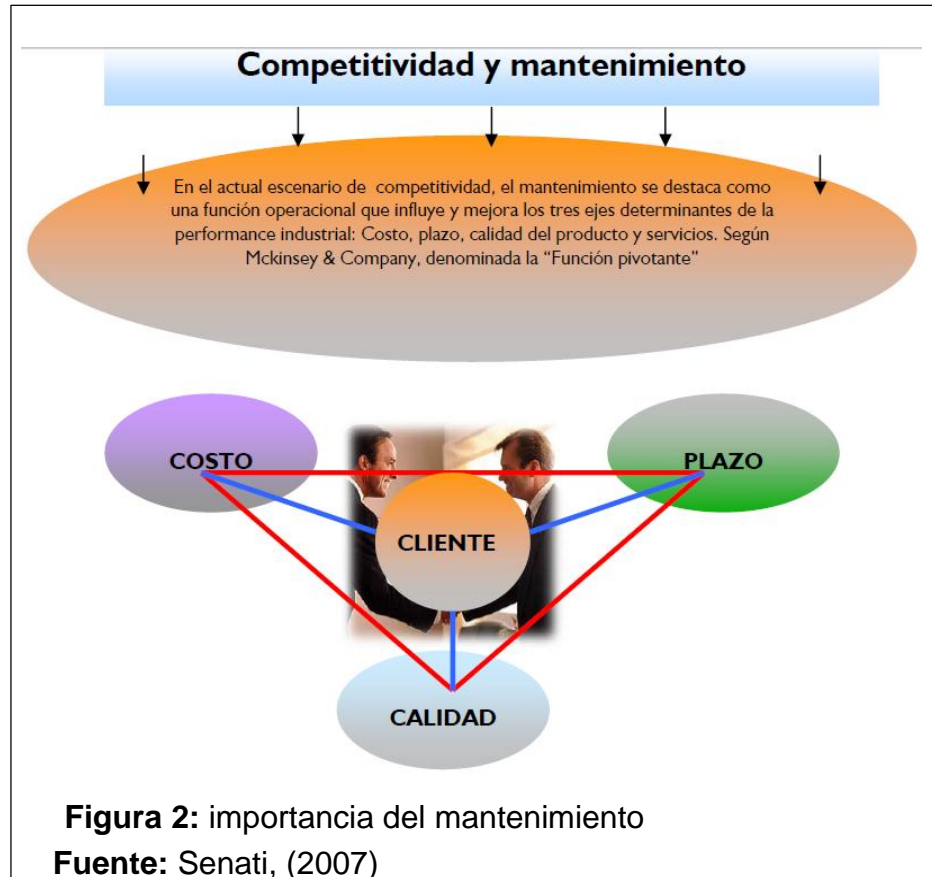 Competitividad y mantenimiento
En el actual escenario de competitividad, el mantenimiento se destaca como
una función operacional que influye y mejora los tres ejes determinantes de la
performance industrial: Costo, plazo, calidad del producto y servicios. Según
Mckinsey & Company, denominada la “Función pivotante”
COSTO
PLAZO
CLIENTE
CALIDAD
Figura 2: importancia del mantenimiento
Fuente: Senati, (2007)